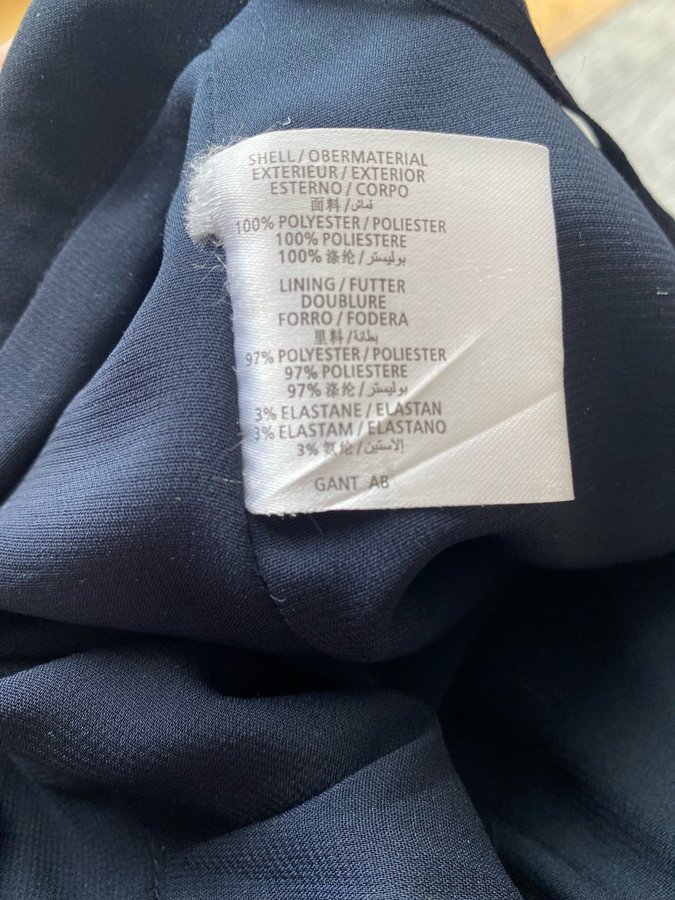 SHELL / OBERMATERIAL
EXTERIEUR / EXTERIOR
ESTERNO / CORPO
面料 / قماش
100% POLYESTER / POLIESTER
100% POLIESTERE
100% 涤纶 / بوليستر
LINING / FUTTER
DOUBLURE
FORRO / FODERA
里料 / بطانة
97% POLYESTER / POLIESTER
97% POLIESTERE
97% 涤纶 / بوليستر
3% ELASTANE / ELASTAN
3% ELASTAM / ELASTANO
3% 氨纶 / إلاستين
GANT AB